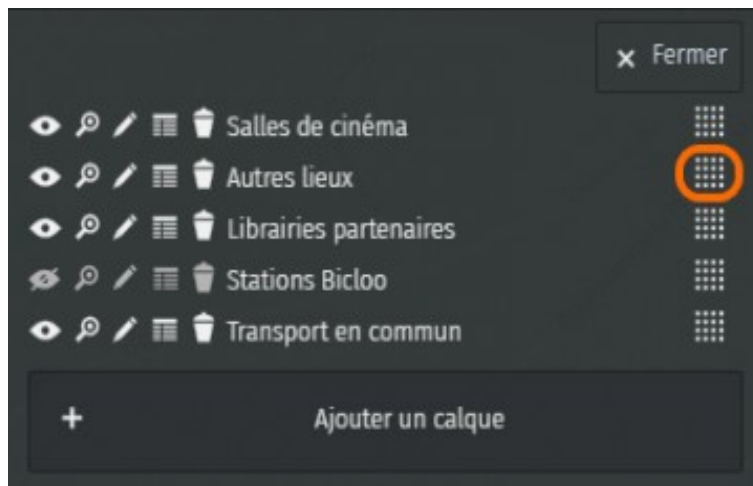 × Fermer
Salles de cinéma
Autres lieux
Librairies partenaires
Stations Bicloo
Transport en commun
+ Ajouter un calque